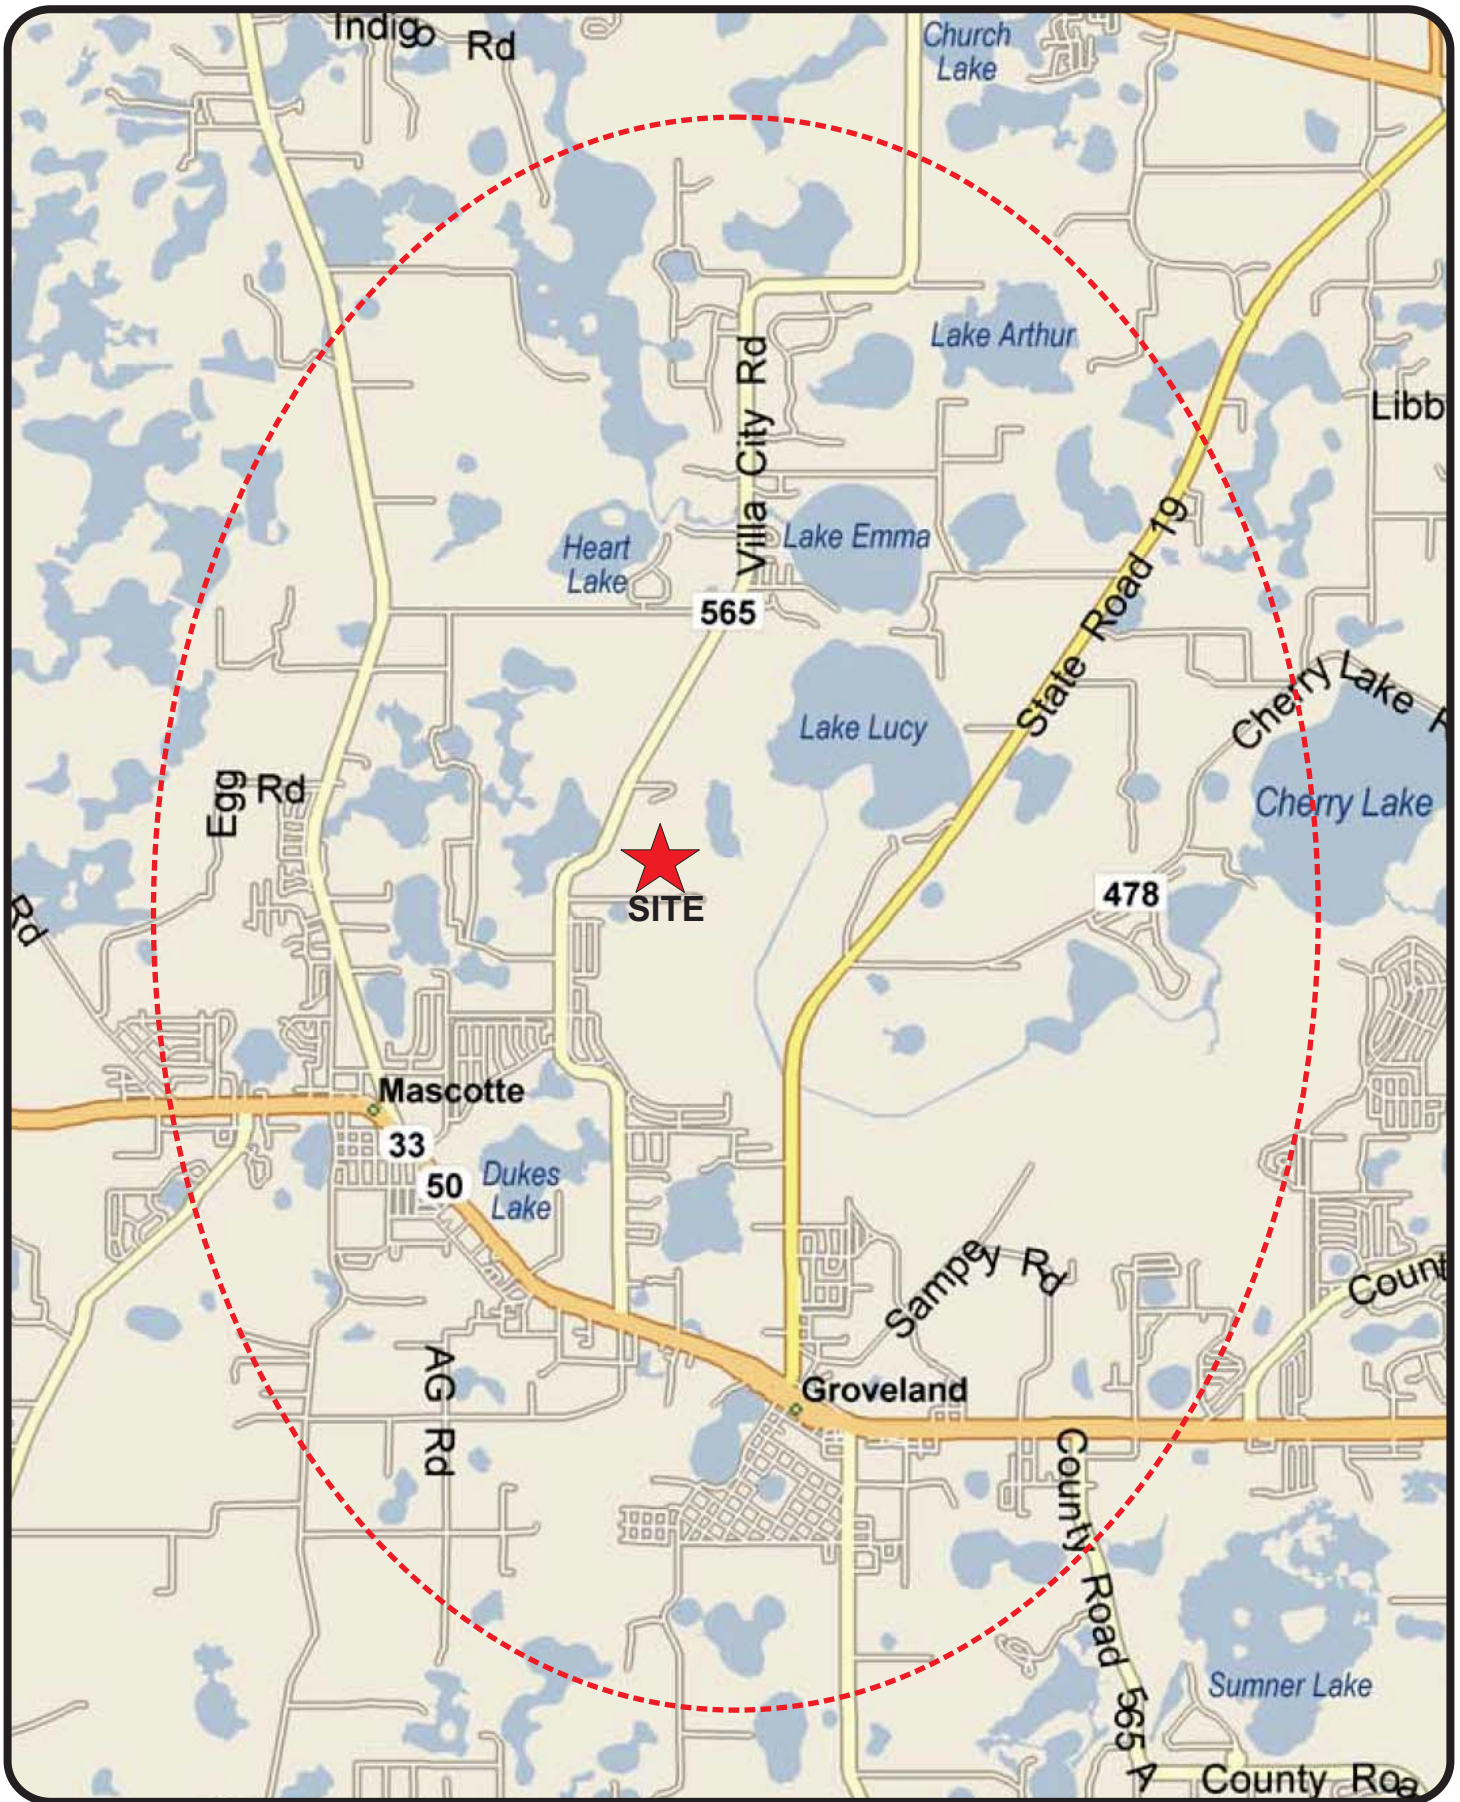 Indigo Rd
Church
Lake
Lake Arthur
Villa City Rd
Libb
State Road 19
Heart
Lake
Lake Emma
565
Lake Lucy
Cherry Lake R
Egg Rd
Cherry Lake
478
SITE
Rd
Mascotte
33
50
Dukes
Lake
Sampey Rd
Count
AG Rd
Groveland
County Road 565 A
Sumner Lake
County Roa